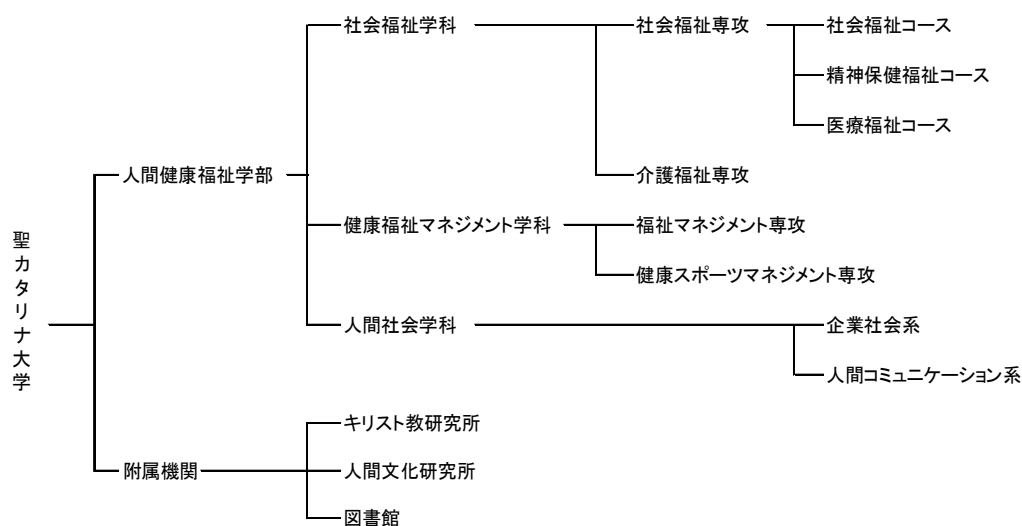 聖カタリナ大学
人間健康福祉学部
社会福祉学科
社会福祉専攻
社会福祉コース
精神保健福祉コース
医療福祉コース
介護福祉専攻
健康福祉マネジメント学科
福祉マネジメント専攻
健康スポーツマネジメント専攻
人間社会学科
企業社会系
人間コミュニケーション系
附属機関
キリスト教研究所
人間文化研究所
図書館